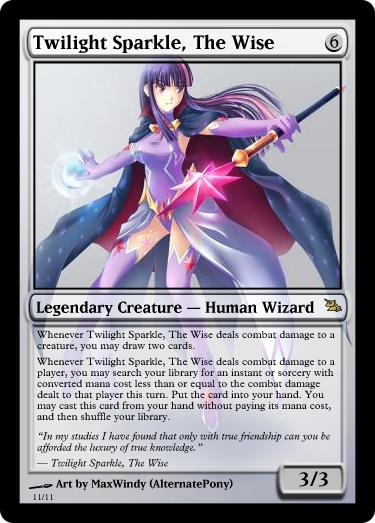 Twilight Sparkle, The Wise 6
Legendary Creature — Human Wizard
Whenever Twilight Sparkle, The Wise deals combat damage to a
creature, you may draw two cards.
Whenever Twilight Sparkle, The Wise deals combat damage to a
player, you may search your library for an instant or sorcery with
converted mana cost less than or equal to the combat damage
dealt to that player this turn. Put the card into your hand. You
may cast this card from your hand without paying its mana cost,
and then shuffle your library.
"In my studies I have found that only with true friendship can you be
afforded the luxury of true knowledge."
— Twilight Sparkle, The Wise
3/3
Art by MaxWindy (AlternatePony)
11/11